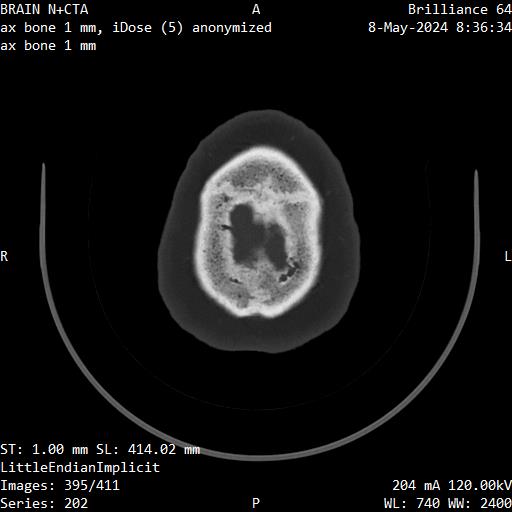 BRAIN N+CTA
A
Brilliance 64
ax bone 1 mm, iDose (5) anonymized
8-May-2024 8:36:34
ax bone 1 mm
R
L
ST: 1.00 mm SL: 414.02 mm
LittleEndianImplicit
Images: 395/411
204 mA 120.00kV
Series: 202
P
WL: 740 WW: 2400